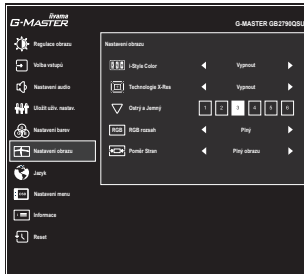 iiyama
G-MASTER
G-MASTER GB2790QSU
Regulace obrazu
Volba vstupů
Nastavení audio
Uložit uživ. nastav.
Nastavení barev
Nastavení obrazu
Jazyk
Nastavení menu
Informace
Reset
Nastavení obrazu
i-Style Color Vypnout
Technologie X-Res Vypnout
Ostrý a Jemný 1 2 3 4 5 6
RGB RGB rozsah Plný
Poměr Stran Plný obrazu